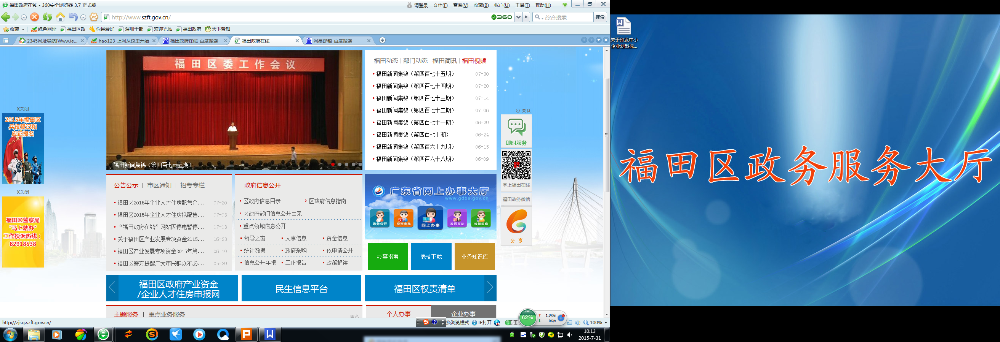 福田政府在线 - 360安全浏览器 3.7 正式版
请登录 文件(F) 查看(V) 收藏(B) 帐户(U) 工具(T) 帮助(H)
http://www.szft.gov.cn/
360
综合搜索
搜索
收藏 绿色网址 福田区政 你是最好 深圳干部 欢迎光临 福田政府 天下皆知
2345网址导航[Www.ie...
hao123_上网从这里开始
福田政府在线_百度搜索
福田政府在线
网易邮箱_百度搜索
关于印发中小
企业划型标...
福田区委工作会议
福田新闻集锦（第四百七十五期）
福田动态 | 部门动态 | 福田简讯 | 福田视频
福田新闻集锦（第四百七十五期） 07-30
福田新闻集锦（第四百七十四期） 07-20
福田新闻集锦（第四百七十三期） 07-14
福田新闻集锦（第四百七十二期） 07-06
福田新闻集锦（第四百七十一期） 06-29
福田新闻集锦（第四百七十期） 06-24
福田新闻集锦（第四百六十九期） 06-15
福田新闻集锦（第四百六十八期） 06-09
X关闭
2015年福田区
兵役登记和
应征报名
X关闭
福田区监察局
“马上就办”
工作投诉热线：
82918538
关闭
即时服务
掌上福田在线
福田政务微信
分 享
福田区政务服务大厅
公告公示 | 市区通知 | 招考专栏
福田区2015年企业人才住房配售企... 07-20
福田区2015年企业人才住房拟配售... 07-03
“福田政府在线”网站因停电暂停... 07-03
关于福田区产业发展专项资金2015... 06-23
福田区产业发展专项资金2015年第... 06-10
福田区警方提醒广大市民群众不必... 05-29
政府信息公开
区政府信息目录 区政府信息指南
区政府部门信息公开目录
重点领域信息公开
领导之窗 人事信息 资金信息
统计数据 政府采购 依申请公开
信息公开年报 工作报告 政策解读
广东省网上办事大厅
www.gdbs.gov.cn
政务公开 投资审批 网上办事 政民互动 效能监察
办事指南 表格下载 业务知识库
福田区政府产业资金
/企业人才住房申报网
民生信息平台
福田区权责清单
主题服务 | 重点业务服务
更多
个人办事 企业办事
http://zjsq.szft.gov.cn/
换浏览模式 IE打开
62%
1.9K/s
0K/s
100%
10:13
2015-7-31